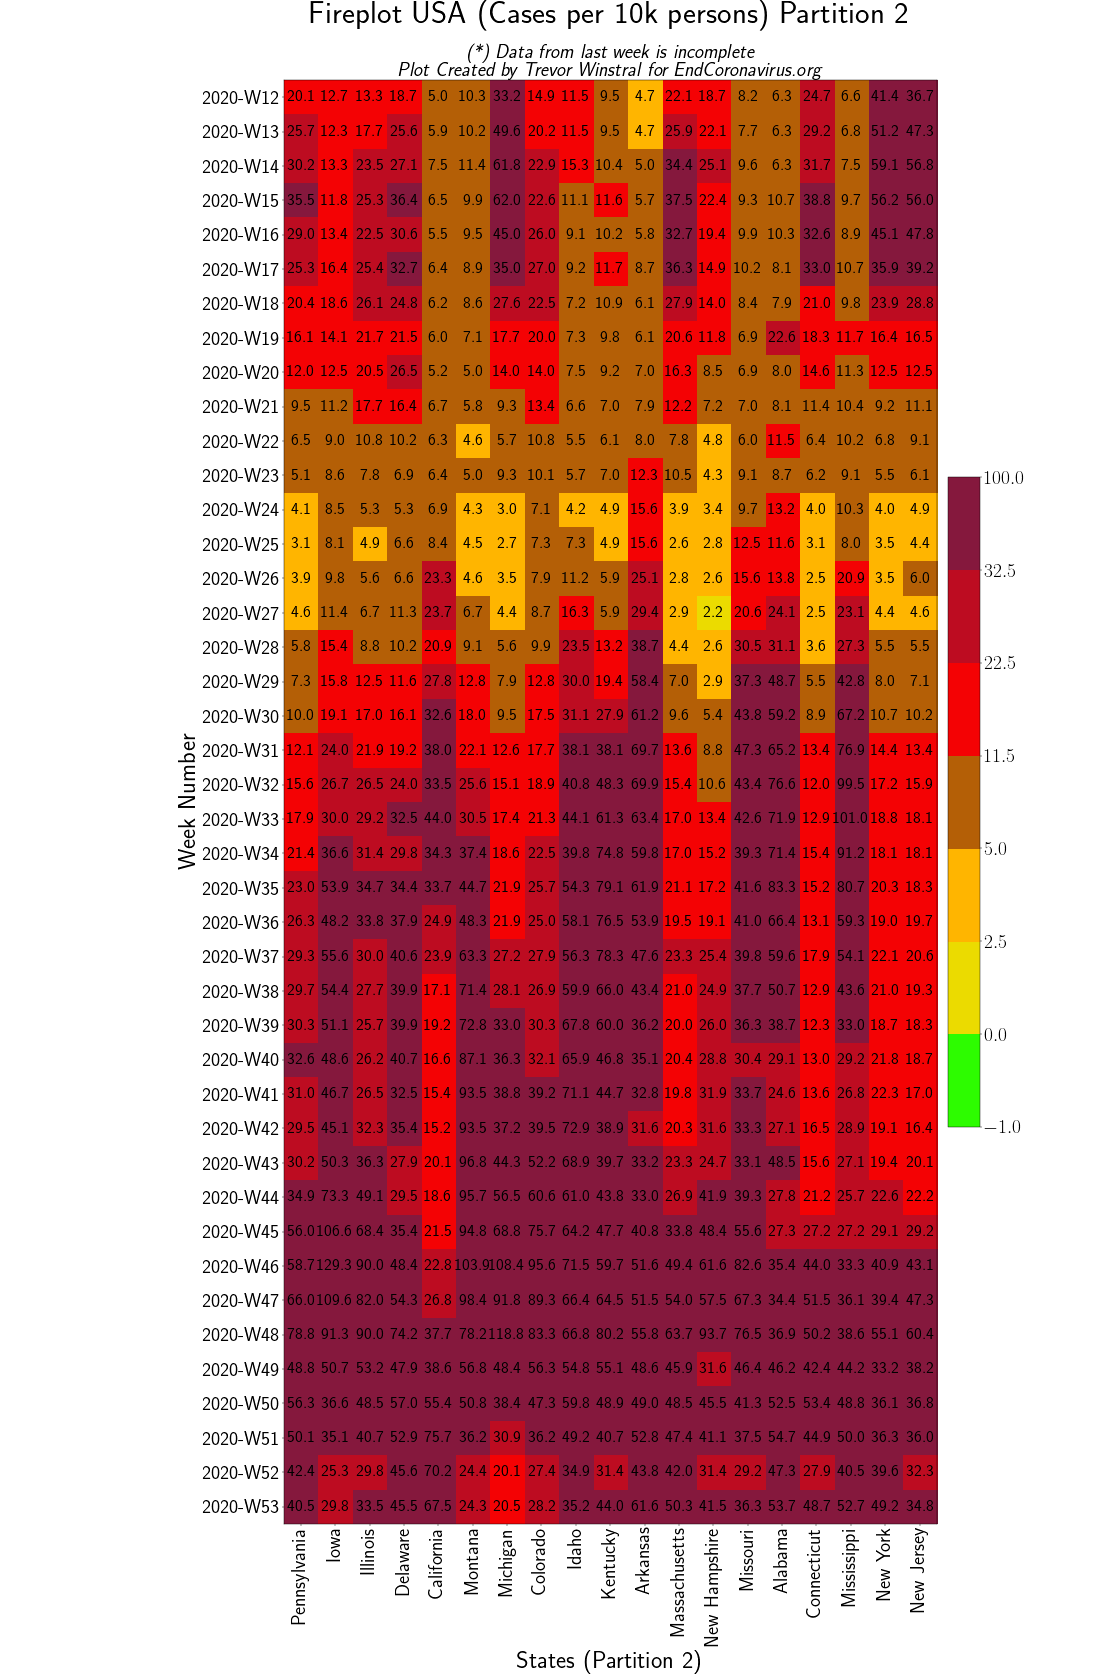 Fireplot USA (Cases per 10k persons) Partition 2
(*) Data from last week is incomplete
Plot Created by Trevor Winstral for EndCoronavirus.org
2020-W12 20.1 12.7 13.3 18.7 5.0 10.3 33.2 14.9 11.5 9.5 4.7 22.1 18.7 8.2 6.3 24.7 6.6 41.4 36.7
2020-W13 25.7 12.3 17.7 25.6 5.9 10.2 49.6 20.2 11.5 9.5 4.7 25.9 22.1 7.7 6.3 29.2 6.8 51.2 47.3
2020-W14 30.2 13.3 23.5 27.1 7.5 11.4 61.8 22.9 15.3 10.4 5.0 34.4 25.1 9.6 6.3 31.7 7.5 59.1 56.8
2020-W15 35.5 11.8 25.3 36.4 6.5 9.9 62.0 22.6 11.1 11.6 5.7 37.5 22.4 9.3 10.7 38.8 9.7 56.2 56.0
2020-W16 29.0 13.4 22.5 30.6 5.5 9.5 45.0 26.0 9.1 10.2 5.8 32.7 19.4 9.9 10.3 32.6 8.9 45.1 47.8
2020-W17 25.3 16.4 25.4 32.7 6.4 8.9 35.0 27.0 9.2 11.7 8.7 36.3 14.9 10.2 8.1 33.0 10.7 35.9 39.2
2020-W18 20.4 18.6 26.1 24.8 6.2 8.6 27.6 22.5 7.2 10.9 6.1 27.9 14.0 8.4 7.9 21.0 9.8 23.9 28.8
2020-W19 16.1 14.1 21.7 21.5 6.0 7.1 17.7 20.0 7.3 9.8 6.1 20.6 11.8 6.9 22.6 18.3 11.7 16.4 16.5
2020-W20 12.0 12.5 20.5 26.5 5.2 5.0 14.0 14.0 7.5 9.2 7.0 16.3 8.5 6.9 8.0 14.6 11.3 12.5 12.5
2020-W21 9.5 11.2 17.7 16.4 6.7 5.8 9.3 13.4 6.6 7.0 7.9 12.2 7.2 7.0 8.1 11.4 10.4 9.2 11.1
2020-W22 6.5 9.0 10.8 10.2 6.3 4.6 5.7 10.8 5.5 6.1 8.0 7.8 4.8 6.0 11.5 6.4 10.2 6.8 9.1
2020-W23 5.1 8.6 7.8 6.9 6.4 5.0 9.3 10.1 5.7 7.0 12.3 10.5 4.3 9.1 8.7 6.2 9.1 5.5 6.1
2020-W24 4.1 8.5 5.3 5.3 6.9 4.3 3.0 7.1 4.2 4.9 15.6 3.9 3.4 9.7 13.2 4.0 10.3 4.0 4.9
2020-W25 3.1 8.1 4.9 6.6 8.4 4.5 2.7 7.3 7.3 4.9 15.6 2.6 2.8 12.5 11.6 3.1 8.0 3.5 4.4
2020-W26 3.9 9.8 5.6 6.6 23.3 4.6 3.5 7.9 11.2 5.9 25.1 2.8 2.6 15.6 13.8 2.5 20.9 3.5 6.0
2020-W27 4.6 11.4 6.7 11.3 23.7 6.7 4.4 8.7 16.3 5.9 29.4 2.9 2.2 20.6 24.1 2.5 23.1 4.4 4.6
2020-W28 5.8 15.4 8.8 10.2 20.9 9.1 5.6 9.9 23.5 13.2 38.7 4.4 2.6 30.5 31.1 3.6 27.3 5.5 5.5
2020-W29 7.3 15.8 12.5 11.6 27.8 12.8 7.9 12.8 30.0 19.4 58.4 7.0 2.9 37.3 48.7 5.5 42.8 8.0 7.1
2020-W30 10.0 19.1 17.0 16.1 32.6 18.0 9.5 17.5 31.1 27.9 61.2 9.6 5.4 43.8 59.2 8.9 67.2 10.7 10.2
2020-W31 12.1 24.0 21.9 19.2 38.0 22.1 12.6 17.7 38.1 38.1 69.7 13.6 8.8 47.3 65.2 13.4 76.9 14.4 13.4
2020-W32 15.6 26.7 26.5 24.0 33.5 25.6 15.1 18.9 40.8 48.3 69.9 15.4 10.6 43.4 76.6 12.0 99.5 17.2 15.9
2020-W33 17.9 30.0 29.2 32.5 44.0 30.5 17.4 21.3 44.1 61.3 63.4 17.0 13.4 42.6 71.9 12.9 101.0 18.8 18.1
2020-W34 21.4 36.6 31.4 29.8 34.3 37.4 18.6 22.5 39.8 74.8 59.8 17.0 15.2 39.3 71.4 15.4 91.2 18.1 18.1
2020-W35 23.0 53.9 34.7 34.4 33.7 44.7 21.9 25.7 54.3 79.1 61.9 21.1 17.2 41.6 83.3 15.2 80.7 20.3 18.3
2020-W36 26.3 48.2 33.8 37.9 24.9 48.3 21.9 25.0 58.1 76.5 53.9 19.5 19.1 41.0 66.4 13.1 59.3 19.0 19.7
2020-W37 29.3 55.6 30.0 40.6 23.9 63.3 27.2 27.9 56.3 78.3 47.6 23.3 25.4 39.8 59.6 17.9 54.1 22.1 20.6
2020-W38 29.7 54.4 27.7 39.9 17.1 71.4 28.1 26.9 59.9 66.0 43.4 21.0 24.9 37.7 50.7 12.9 43.6 21.0 19.3
2020-W39 30.3 51.1 25.7 39.9 19.2 72.8 33.0 30.3 67.8 60.0 36.2 20.0 26.0 36.3 38.7 12.3 33.0 18.7 18.3
2020-W40 32.6 48.6 26.2 40.7 16.6 87.1 36.3 32.1 65.9 46.8 35.1 20.4 28.8 30.4 29.1 13.0 29.2 21.8 18.7
2020-W41 31.0 46.7 26.5 32.5 15.4 93.5 38.8 39.2 71.1 44.7 32.8 19.8 31.9 33.7 24.6 13.6 26.8 22.3 17.0
2020-W42 29.5 45.1 32.3 35.4 15.2 93.5 37.2 39.5 72.9 38.9 31.6 20.3 31.6 33.3 27.1 16.5 28.9 19.1 16.4
2020-W43 30.2 50.3 36.3 27.9 20.1 96.8 44.3 52.2 68.9 39.7 33.2 23.3 24.7 33.1 48.5 15.6 27.1 19.4 20.1
2020-W44 34.9 73.3 49.1 29.5 18.6 95.7 56.5 60.6 61.0 43.8 33.0 26.9 41.9 39.3 27.8 21.2 25.7 22.6 22.2
2020-W45 56.0 106.6 68.4 35.4 21.5 94.8 68.8 75.7 64.2 47.7 40.8 33.8 48.4 55.6 27.3 27.2 27.2 29.1 29.2
2020-W46 58.7 129.3 90.0 48.4 22.8 103.9 108.4 95.6 71.5 59.7 51.6 49.4 61.6 82.6 35.4 44.0 33.3 40.9 43.1
2020-W47 66.0 109.6 82.0 54.3 26.8 98.4 91.8 89.3 66.4 64.5 51.5 54.0 57.5 67.3 34.4 51.5 36.1 39.4 47.3
2020-W48 78.8 91.3 90.0 74.2 37.7 78.2 118.8 83.3 66.8 80.2 55.8 63.7 93.7 76.5 36.9 50.2 38.6 55.1 60.4
2020-W49 48.8 50.7 53.2 47.9 38.6 56.8 48.4 56.3 54.8 55.1 48.6 45.9 31.6 46.4 46.2 42.4 44.2 33.2 38.2
2020-W50 56.3 36.6 48.5 57.0 55.4 50.8 38.4 47.3 59.8 48.9 49.0 48.5 45.5 41.3 52.5 53.4 48.8 36.1 36.8
2020-W51 50.1 35.1 40.7 52.9 75.7 36.2 30.9 36.2 49.2 40.7 52.8 47.4 41.1 37.5 54.7 44.9 50.0 36.3 36.0
2020-W52 42.4 25.3 29.8 45.6 70.2 24.4 20.1 27.4 34.9 31.4 43.8 42.0 31.4 29.2 47.3 27.9 40.5 39.6 32.3
2020-W53 40.5 29.8 33.5 45.5 67.5 24.3 20.5 28.2 35.2 44.0 61.6 50.3 41.5 36.3 53.7 48.7 52.7 49.2 34.8
Week Number
Pennsylvania Iowa Illinois Delaware California Montana Michigan Colorado Idaho Kentucky Arkansas Massachusetts New Hampshire Missouri Alabama Connecticut Mississippi New York New Jersey
States (Partition 2)
100.0
32.5
22.5
11.5
5.0
2.5
0.0
−1.0